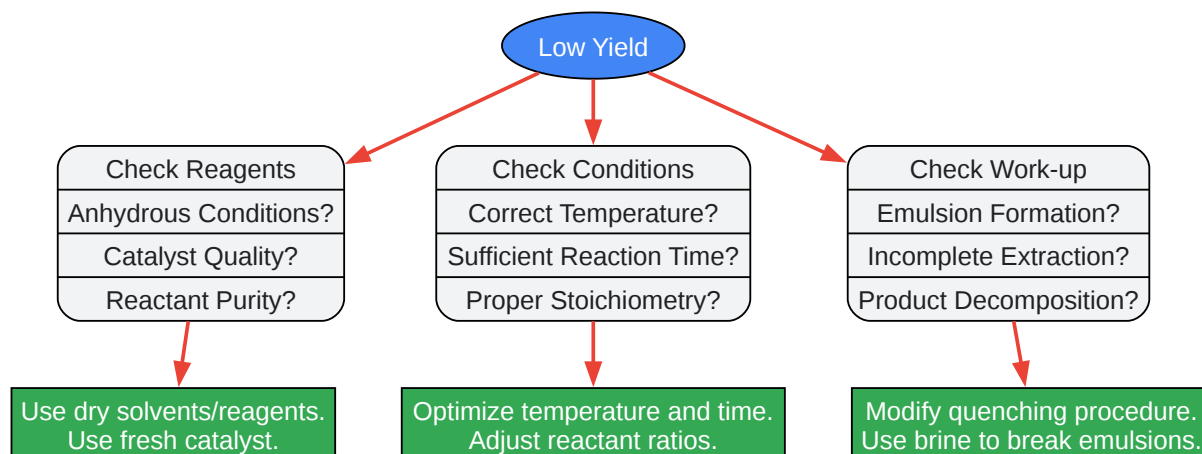 Low Yield
Check Reagents
Anhydrous Conditions?
Catalyst Quality?
Reactant Purity?
Check Conditions
Correct Temperature?
Sufficient Reaction Time?
Proper Stoichiometry?
Check Work-up
Emulsion Formation?
Incomplete Extraction?
Product Decomposition?
Use dry solvents/reagents.
Use fresh catalyst.
Optimize temperature and time.
Adjust reactant ratios.
Modify quenching procedure.
Use brine to break emulsions.